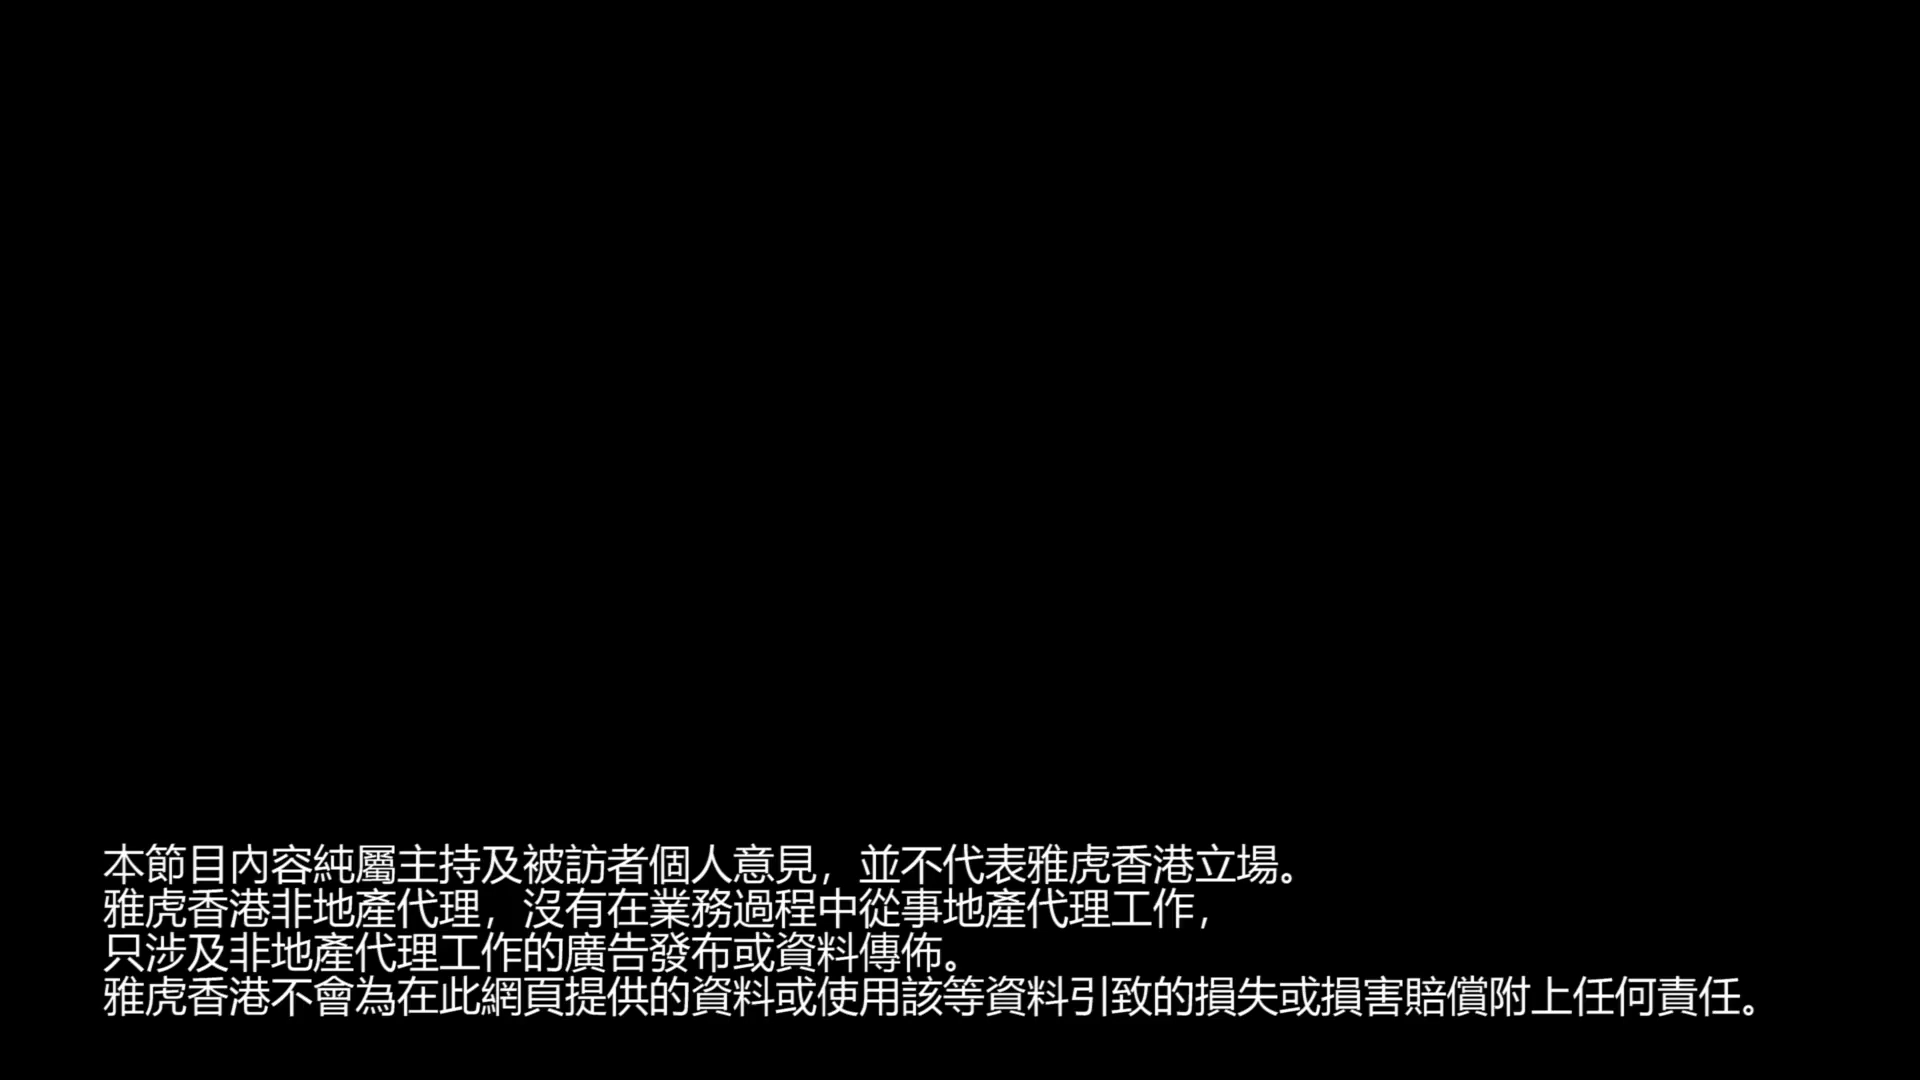 本節目內容純屬主持及被訪者個人意見，並不代表雅虎香港立場。
雅虎香港非地產代理，沒有在業務過程中從事地產代理工作，
只涉及非地產代理工作的廣告發布或資料傳佈。
雅虎香港不會為在此網頁提供的資料或使用該等資料引致的損失或損害賠償附上任何責任。